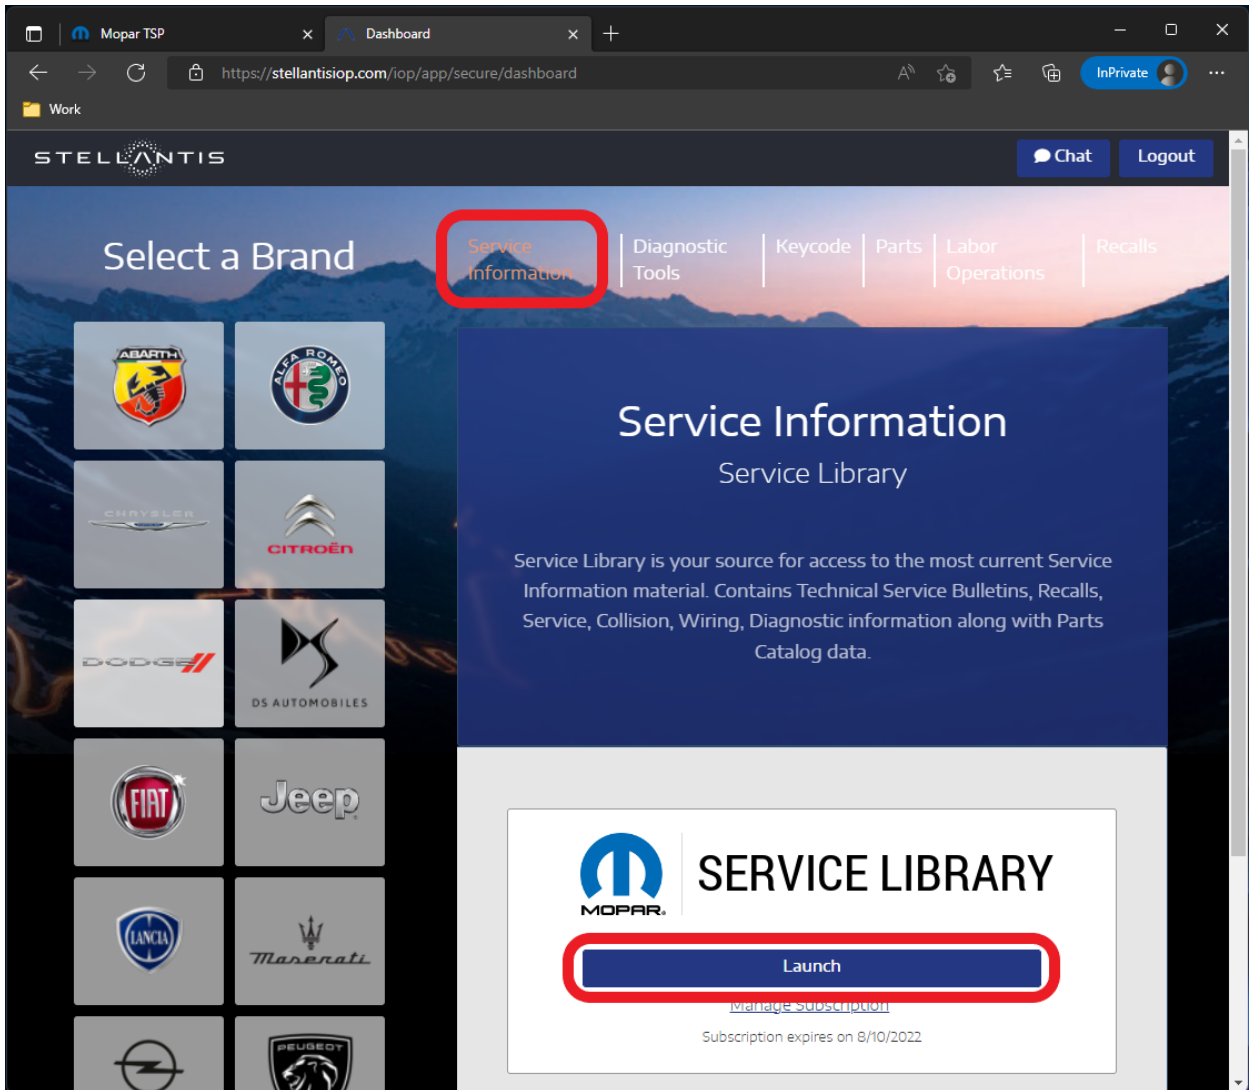 Mopar TSP
Dashboard
https://stellantisiop.com/iop/app/secure/dashboard
InPrivate
Work
STELLANTIS
Chat
Logout
Select a Brand
Service
Information
Diagnostic
Tools
Keycode
Parts
Labor
Operations
Recalls
ABARTH
ALFA ROMEO
CHRYSLER
CITROËN
DODGE
DS AUTOMOBILES
FIAT
Jeep
LANCIA
Maserati
PEUGEOT
Service Information
Service Library
Service Library is your source for access to the most current Service
Information material. Contains Technical Service Bulletins, Recalls,
Service, Collision, Wiring, Diagnostic information along with Parts
Catalog data.
MOPAR.
SERVICE LIBRARY
Launch
Manage Subscription
Subscription expires on 8/10/2022